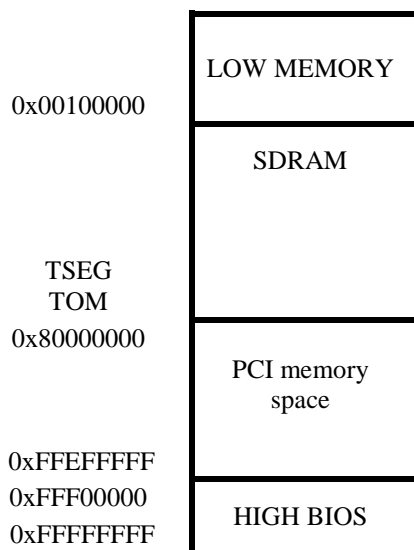 LOW MEMORY
0x00100000
SDRAM
TSEG
TOM
0x80000000
PCI memory
space
0xFFEFFFFF
0xFFF00000
HIGH BIOS
0xFFFFFFFF